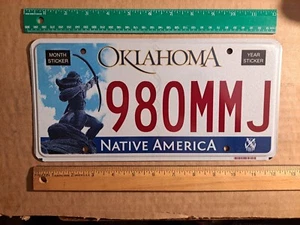 MONTH
STICKER
OKLAHOMA
YEAR
STICKER
980MMJ
NATIVE AMERICA